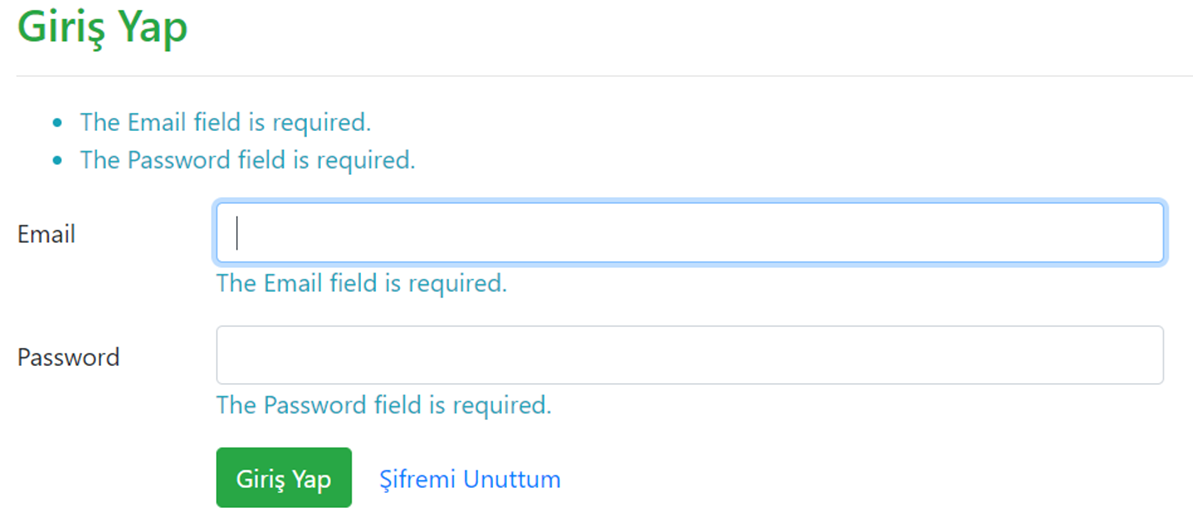 Giriş Yap
The Email field is required.
The Password field is required.
Email
The Email field is required.
Password
The Password field is required.
Giriş Yap Şifremi Unuttum